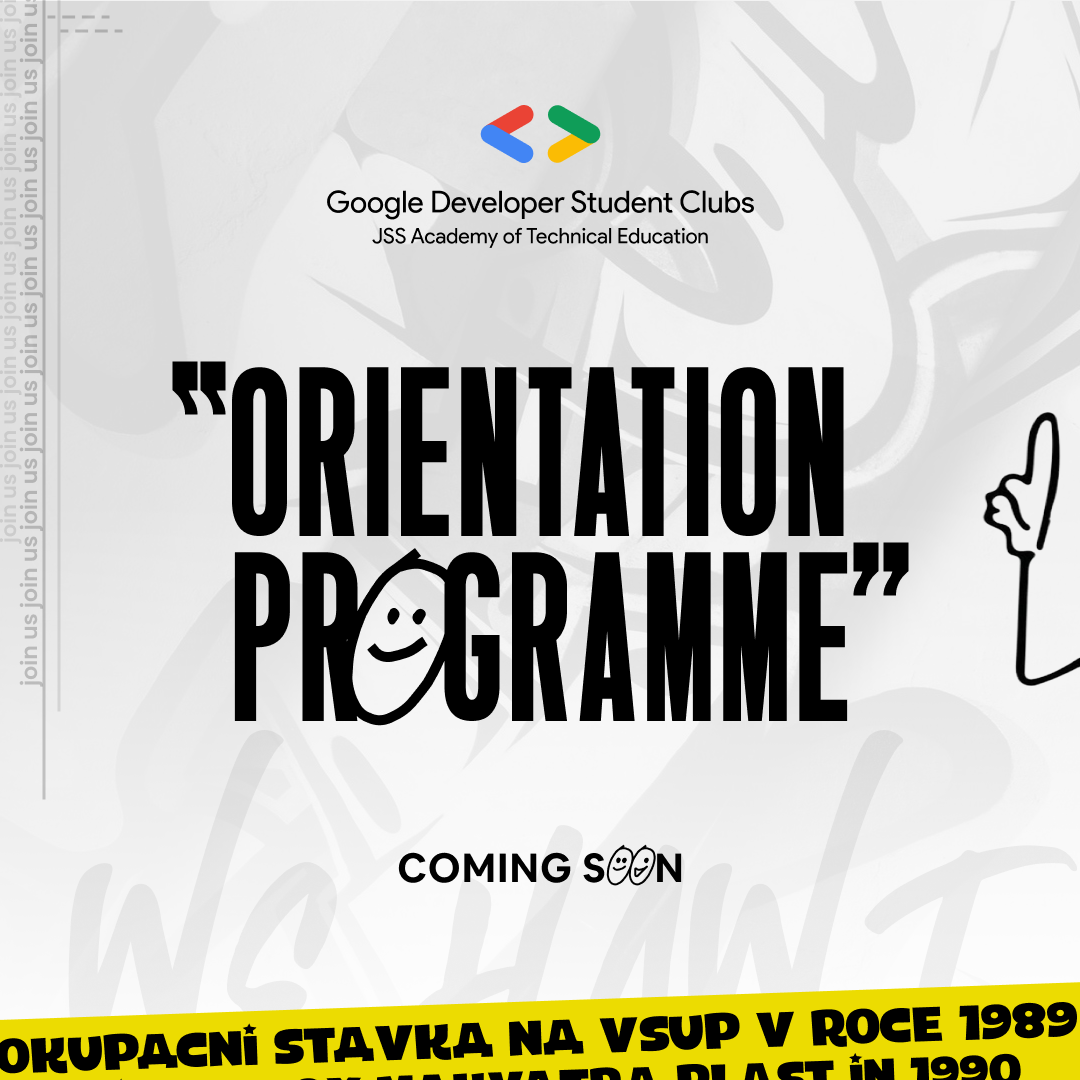 join us join us join us join us join us join us join us join us
join us join us join us join us join us join us join us join us join us join us
Google Developer Student Clubs
JSS Academy of Technical Education
"ORIENTATION
PROGRAMME"
COMING SOON
WE HAWT
OKUPACNi STAVKA NA VSUP V ROCE 1989
PLAST iN 1990